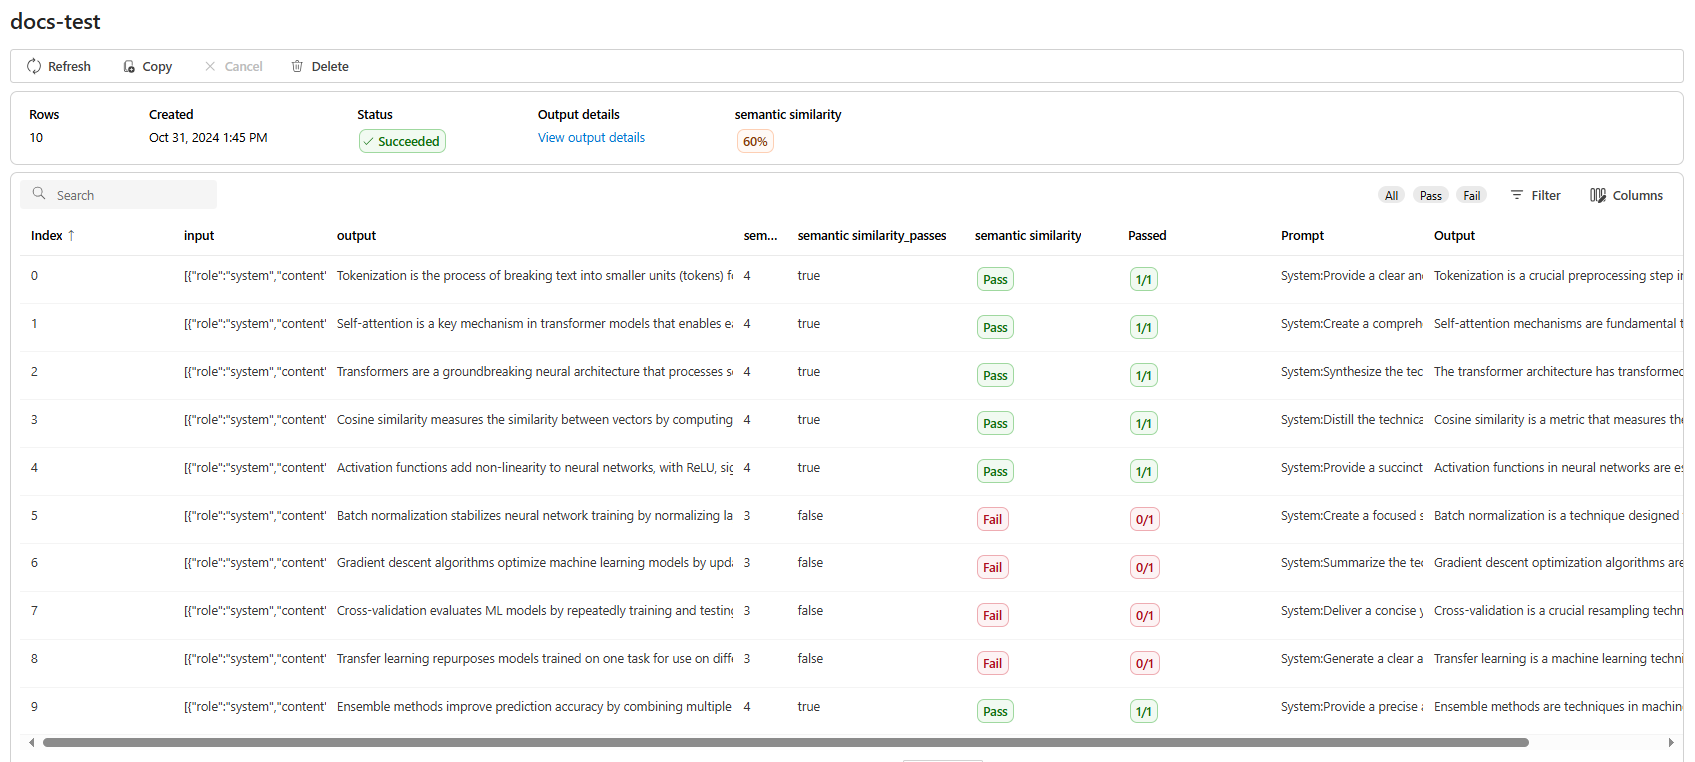 docs-test
Refresh Copy Cancel Delete
Rows Created Status Output details semantic similarity
10 Oct 31, 2024 1:45 PM Succeeded View output details 60%
Search All Pass Fail Filter Columns
Index ↑ input output sem... semantic similarity_passes semantic similarity Passed Prompt Output
0 [{"role":"system","content" Tokenization is the process of breaking text into smaller units (tokens) fo 4 true Pass 1/1 System:Provide a clear and Tokenization is a crucial preprocessing step in
1 [{"role":"system","content" Self-attention is a key mechanism in transformer models that enables ea 4 true Pass 1/1 System:Create a compreh Self-attention mechanisms are fundamental t
2 [{"role":"system","content" Transformers are a groundbreaking neural architecture that processes se 4 true Pass 1/1 System:Synthesize the tec The transformer architecture has transformed
3 [{"role":"system","content" Cosine similarity measures the similarity between vectors by computing 4 true Pass 1/1 System:Distill the technica Cosine similarity is a metric that measures the
4 [{"role":"system","content" Activation functions add non-linearity to neural networks, with ReLU, sig 4 true Pass 1/1 System:Provide a succinct Activation functions in neural networks are es
5 [{"role":"system","content" Batch normalization stabilizes neural network training by normalizing la 3 false Fail 0/1 System:Create a focused s Batch normalization is a technique designed
6 [{"role":"system","content" Gradient descent algorithms optimize machine learning models by upda 3 false Fail 0/1 System:Summarize the tec Gradient descent optimization algorithms are
7 [{"role":"system","content" Cross-validation evaluates ML models by repeatedly training and testing 3 false Fail 0/1 System:Deliver a concise y Cross-validation is a crucial resampling techn
8 [{"role":"system","content" Transfer learning repurposes models trained on one task for use on diffe 3 false Fail 0/1 System:Generate a clear a Transfer learning is a machine learning techni
9 [{"role":"system","content" Ensemble methods improve prediction accuracy by combining multiple 4 true Pass 1/1 System:Provide a precise a Ensemble methods are techniques in machin